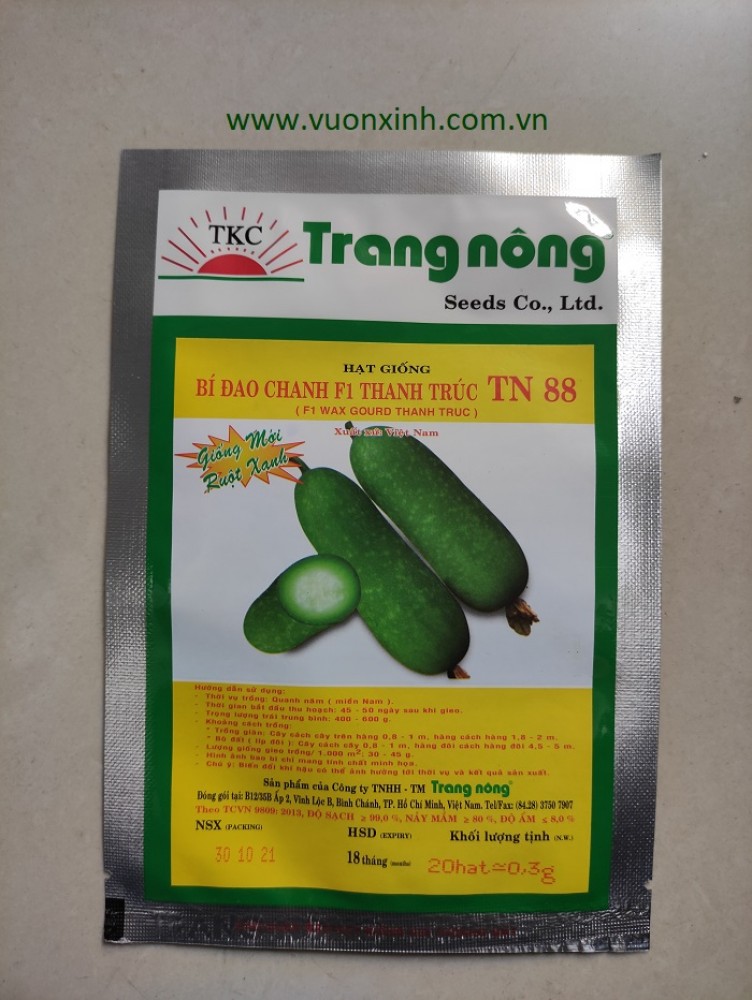 www.vuonxinh.com.vn
TKC
Trang nông
Seeds Co., Ltd.
HẠT GIỐNG
BÍ ĐAO CHANH F1 THANH TRÚC TN 88
( F1 WAX GOURD THANH TRUC )
Xuất xứ: Việt Nam
Giống Mới
Ruột Xanh
Hướng dẫn sử dụng:
- Thời vụ trồng: Quanh năm ( miền Nam ).
- Thời gian bắt đầu thu hoạch: 45 - 50 ngày sau khi gieo.
- Trọng lượng trái trung bình: 400 - 600 g.
- Khoảng cách trồng:
* Trồng giàn: Cây cách cây trên hàng 0,8 - 1 m, hàng cách hàng 1,8 - 2 m.
* Bò đất ( líp đôi ): Cây cách cây 0,8 - 1 m, hàng đôi cách hàng đôi 4,5 - 5 m.
- Lượng giống gieo trồng/ 1.000 m²: 30 - 45 g.
- Hình ảnh bao bì chỉ mang tính chất minh họa.
- Chú ý: Biến đổi khí hậu có thể ảnh hưởng tới thời vụ và kết quả sản xuất.
Sản phẩm của Công ty TNHH - TM Trang nông®
Đóng gói tại: B12/35B Ấp 2, Vĩnh Lộc B, Bình Chánh, TP. Hồ Chí Minh, Việt Nam. Tel/Fax: (84.28) 3750 7907
Theo TCVN 9809: 2013, ĐỘ SẠCH ≥ 99,0 %, NẢY MẦM ≥ 80 %, ĐỘ ẨM ≤ 8,0 %
NSX (PACKING) HSD (EXPIRY) Khối lượng tịnh (N.W.)
30 10 21 18 tháng (months) 20hat≃0,3g